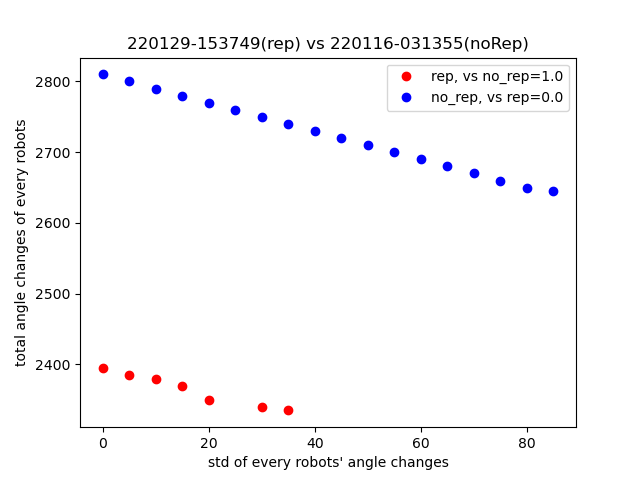 220129-153749(rep) vs 220116-031355(noRep)
rep, vs no_rep=1.0
no_rep, vs rep=0.0
total angle changes of every robots
2800
2700
2600
2500
2400
0 20 40 60 80
std of every robots' angle changes